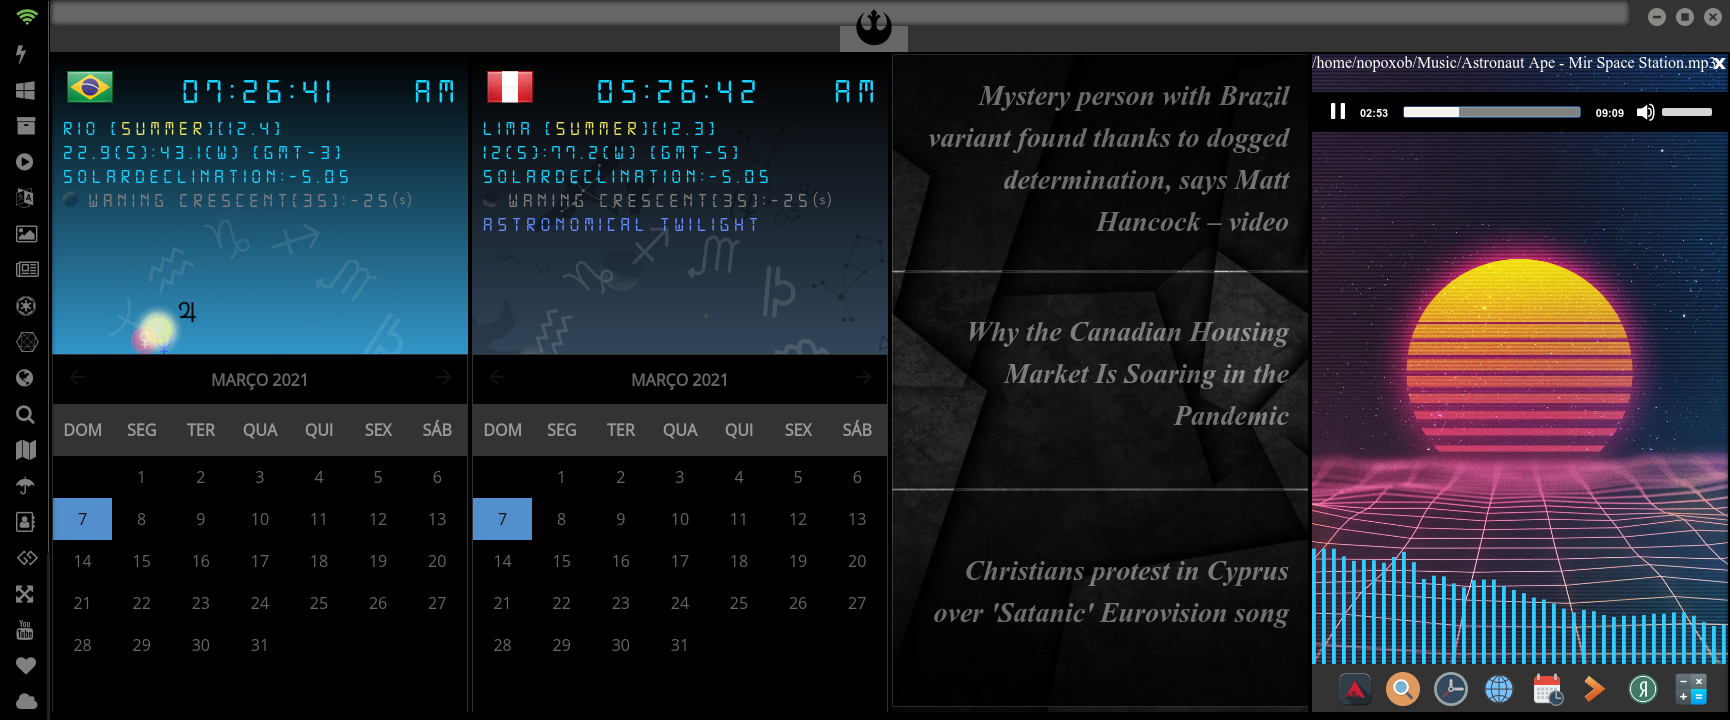 07:26:41 AM
RIO [SUMMER][12.4]
22.9(S):43.1(W) [GMT-3]
SOLARDECLINATION:-5.05
WANING CRESCENT[35]:-25(s)
MARÇO 2021
DOM SEG TER QUA QUI SEX SÁB
1 2 3 4 5 6
7 8 9 10 11 12 13
14 15 16 17 18 19 20
21 22 23 24 25 26 27
28 29 30 31
05:26:42 AM
LIMA [SUMMER][12.3]
12(S):77.2(W) [GMT-5]
SOLARDECLINATION:-5.05
WANING CRESCENT[35]:-25(s)
ASTRONOMICAL TWILIGHT
MARÇO 2021
DOM SEG TER QUA QUI SEX SÁB
1 2 3 4 5 6
7 8 9 10 11 12 13
14 15 16 17 18 19 20
21 22 23 24 25 26 27
28 29 30 31
Mystery person with Brazil
variant found thanks to dogged
determination, says Matt
Hancock – video
Why the Canadian Housing
Market Is Soaring in the
Pandemic
Christians protest in Cyprus
over 'Satanic' Eurovision song
/home/nopoxob/Music/Astronaut Ape - Mir Space Station.mp3
02:53 09:09
You
Tube
Я